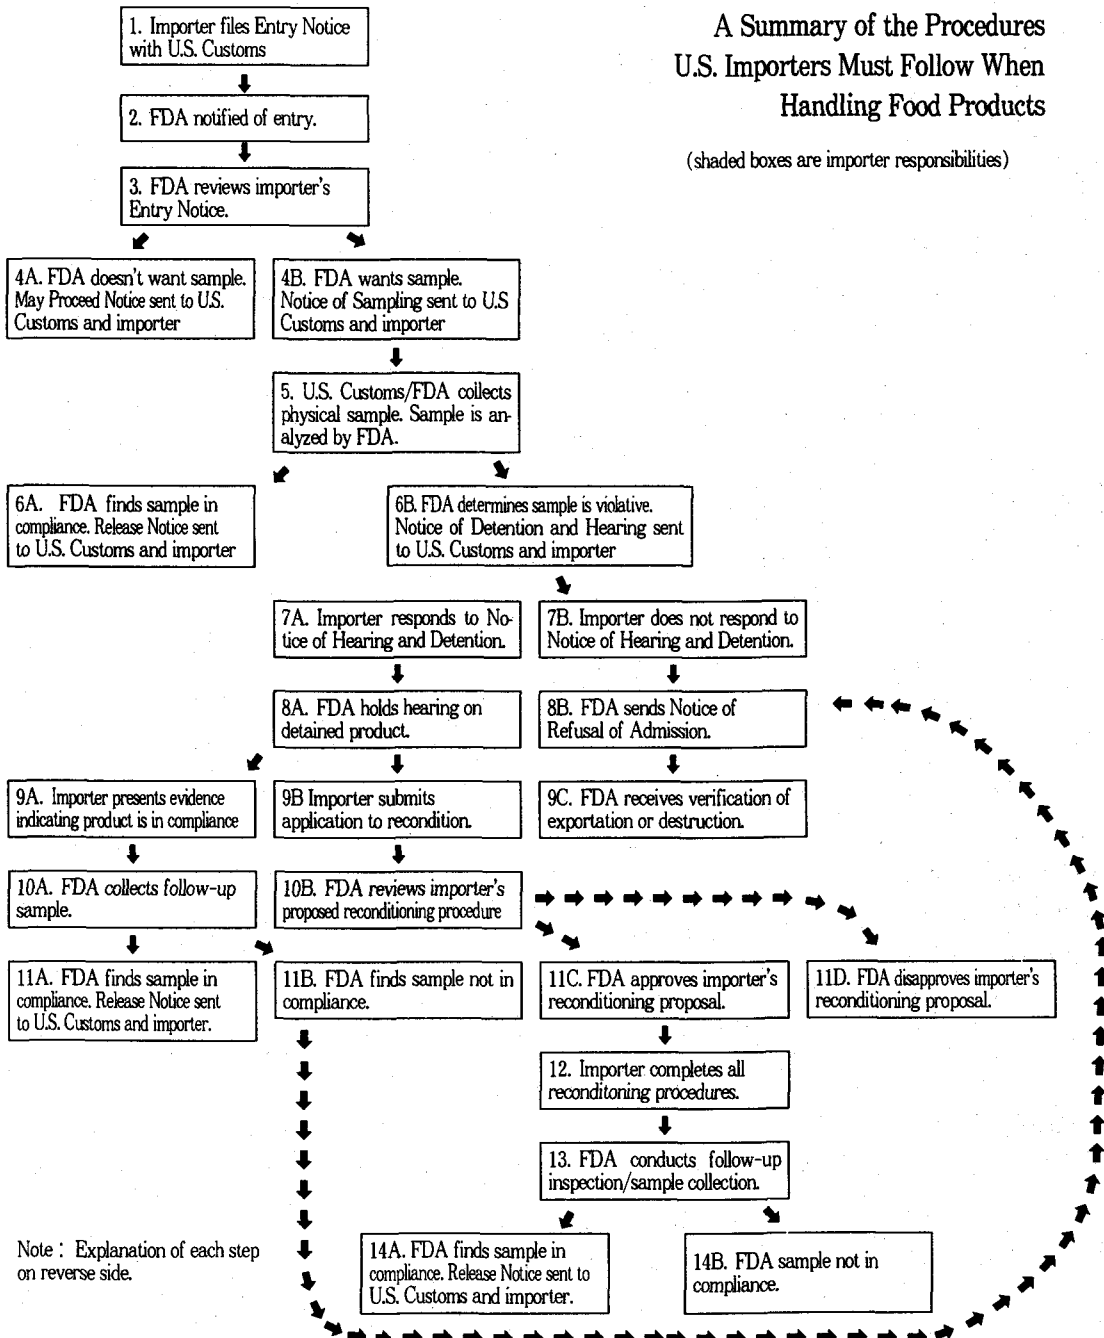 A Summary of the Procedures
U.S. Importers Must Follow When
Handling Food Products
(shaded boxes are importer responsibilities)
1. Importer files Entry Notice
with U.S. Customs
2. FDA notified of entry.
3. FDA reviews importer's
Entry Notice.
4A. FDA doesn't want sample.
May Proceed Notice sent to U.S.
Customs and importer
4B. FDA wants sample.
Notice of Sampling sent to U.S
Customs and importer
5. U.S. Customs/FDA collects
physical sample. Sample is an-
alyzed by FDA.
6A. FDA finds sample in
compliance. Release Notice sent
to U.S. Customs and importer
6B. FDA determines sample is violative.
Notice of Detention and Hearing sent
to U.S. Customs and importer
7A. Importer responds to No-
tice of Hearing and Detention.
7B. Importer does not respond to
Notice of Hearing and Detention.
8A. FDA holds hearing on
detained product.
8B. FDA sends Notice of
Refusal of Admission.
9A. Importer presents evidence
indicating product is in compliance
9B Importer submits
application to recondition.
9C. FDA receives verification of
exportation or destruction.
10A. FDA collects follow-up
sample.
10B. FDA reviews importer's
proposed reconditioning procedure
11A. FDA finds sample in
compliance. Release Notice sent
to U.S. Customs and importer.
11B. FDA finds sample not in
compliance.
11C. FDA approves importer's
reconditioning proposal.
11D. FDA disapproves importer's
reconditioning proposal.
12. Importer completes all
reconditoning procedures.
13. FDA conducts follow-up
inspection/sample collection.
14A. FDA finds sample in
compliance. Release Notice sent to
U.S. Customs and importer.
14B. FDA sample not in
compliance.
Note : Explanation of each step
on reverse side.